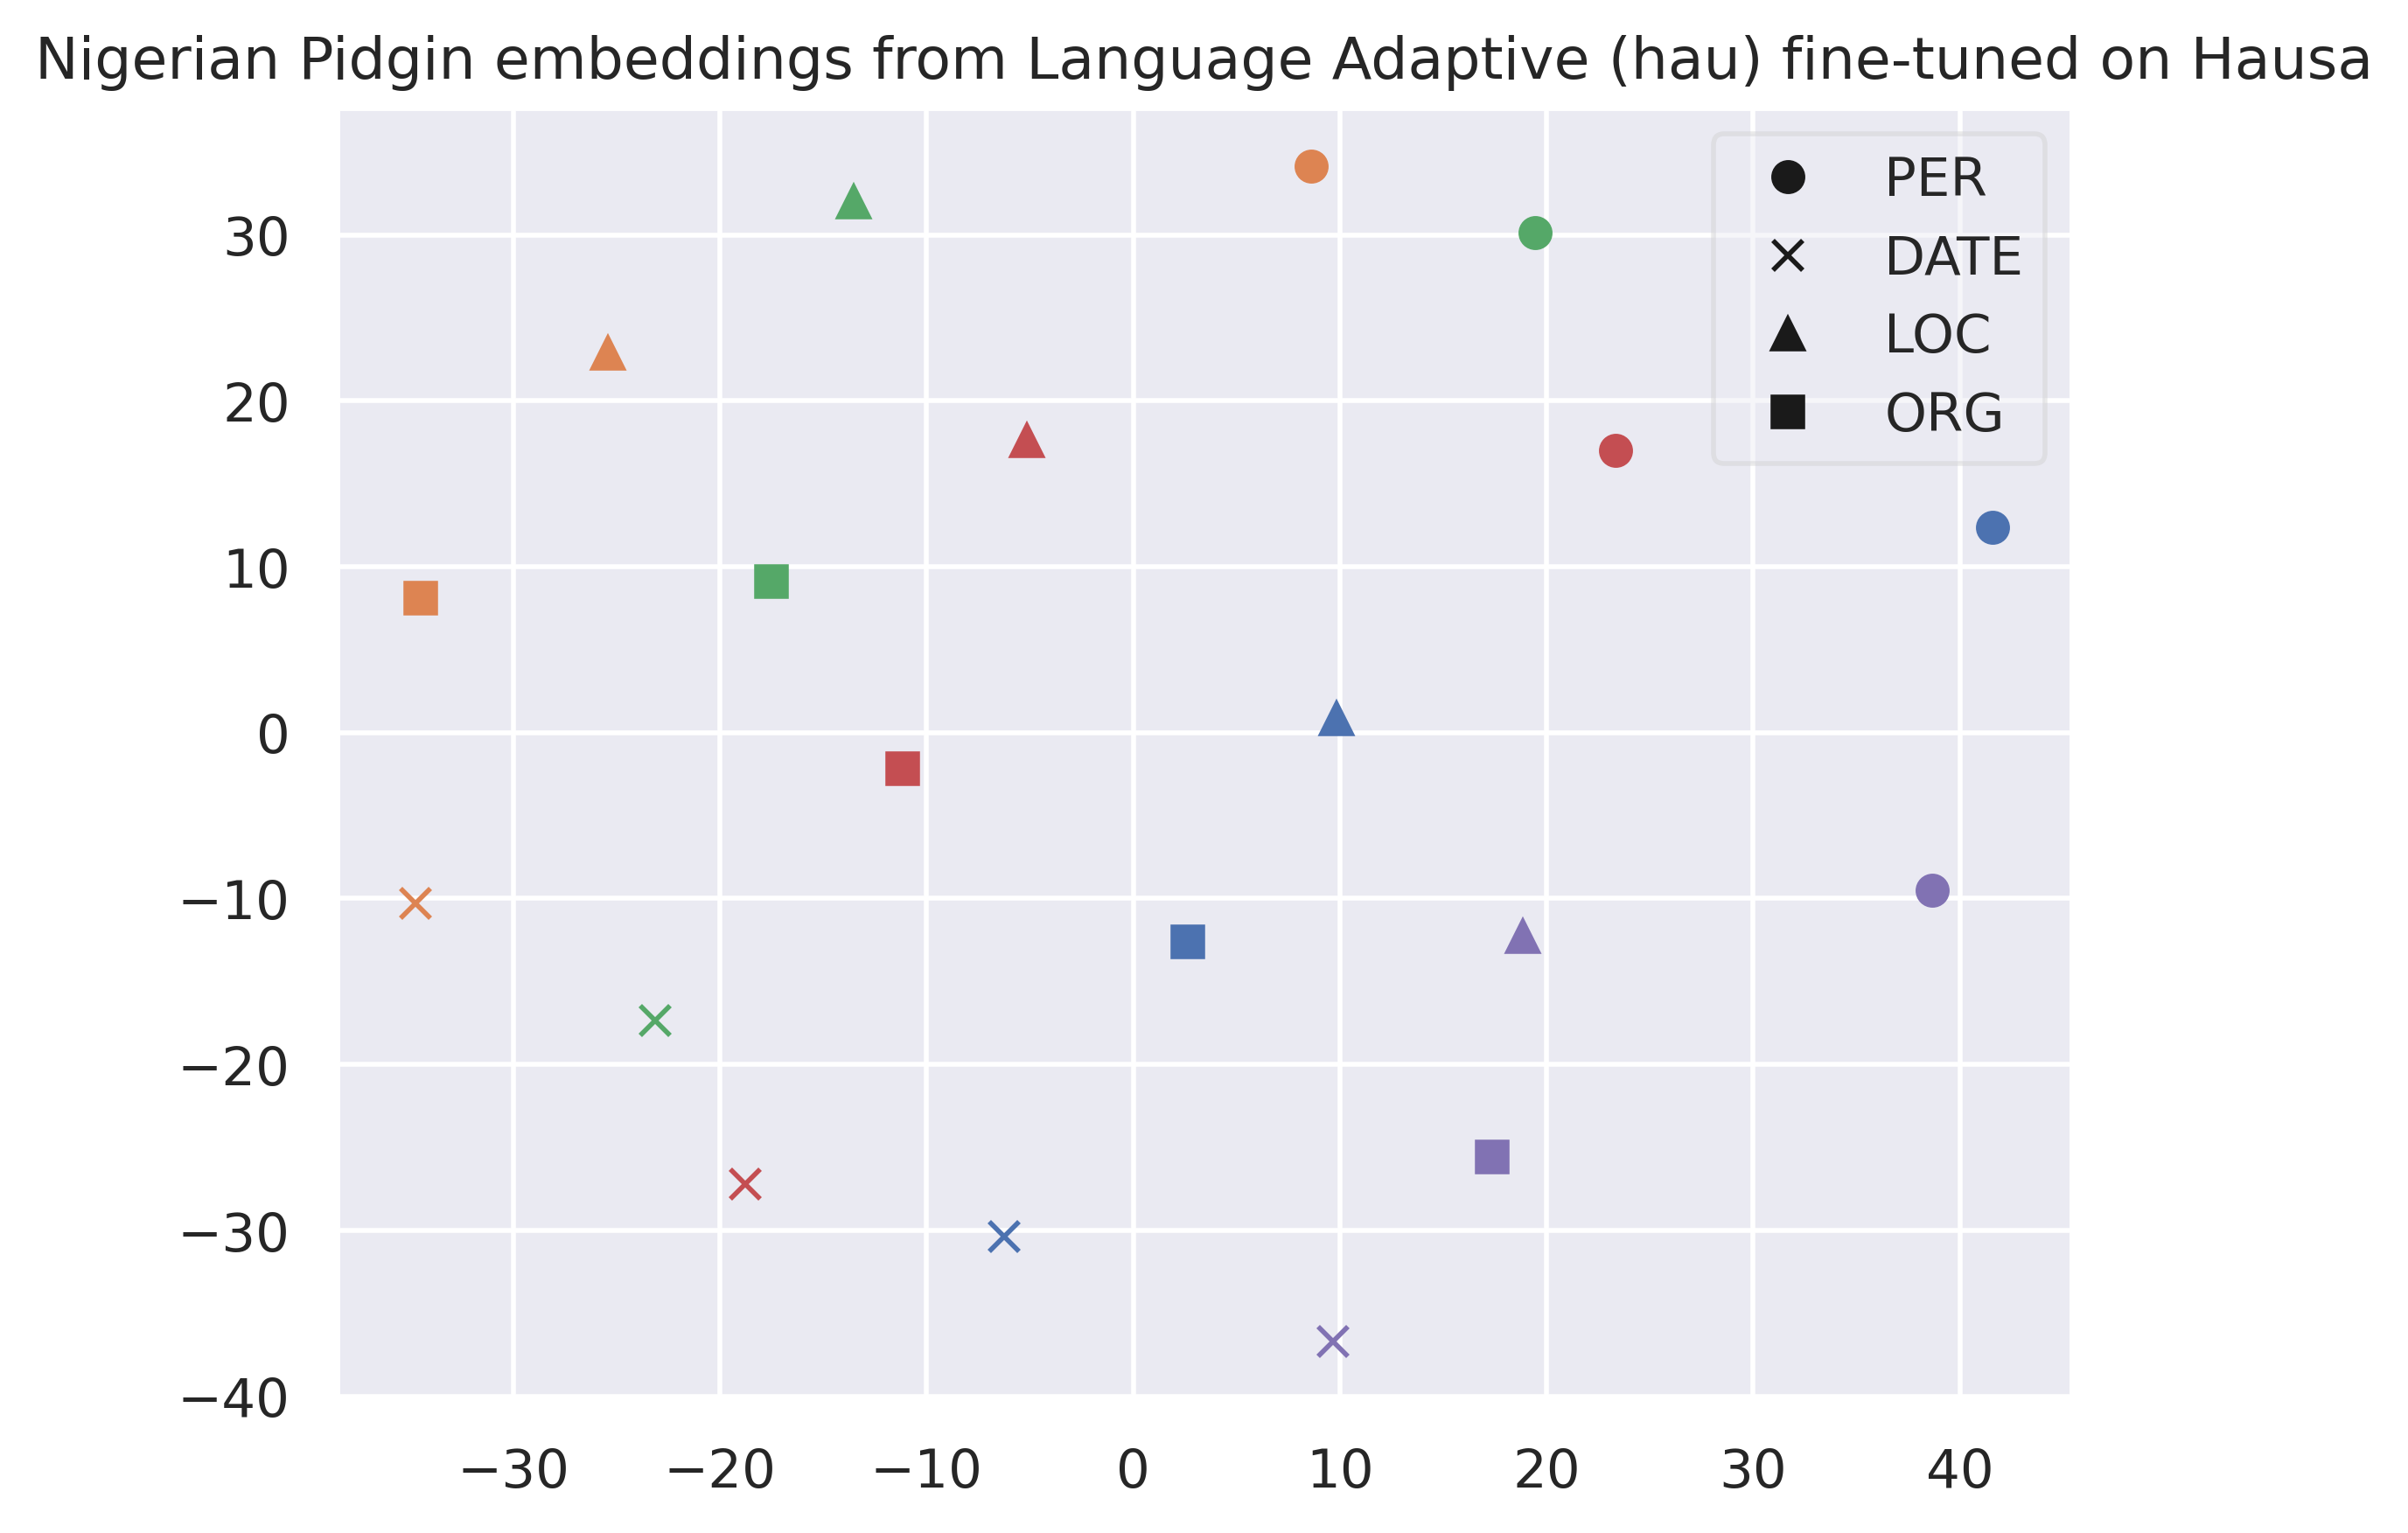 Nigerian Pidgin embeddings from Language Adaptive (hau) fine-tuned on Hausa
PER
DATE
LOC
ORG
30
20
10
0
−10
−20
−30
−40
−30 −20 −10 0 10 20 30 40